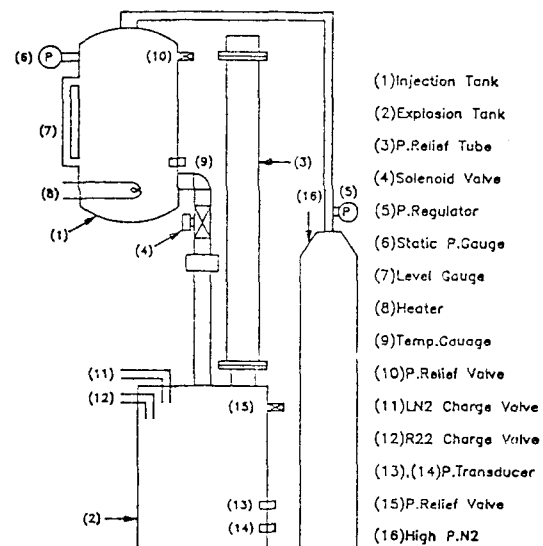 (6) P
(10)
(7)
(9)
(8)
(1)
(4)
(3)
(16)
(5)
P
(11)
(12)
(15)
(13)
(2)
(14)
(1)Injection Tank
(2)Explosion Tank
(3)P.Relief Tube
(4)Solenoid Valve
(5)P.Regulator
(6)Static P.Gauge
(7)Level Gauge
(8)Heater
(9)Temp.Gauage
(10)P.Relief Valve
(11)LN2 Charge Valve
(12)R22 Charge Valve
(13),(14)P.Transducer
(15)P.Relief Valve
(16)High P.N2